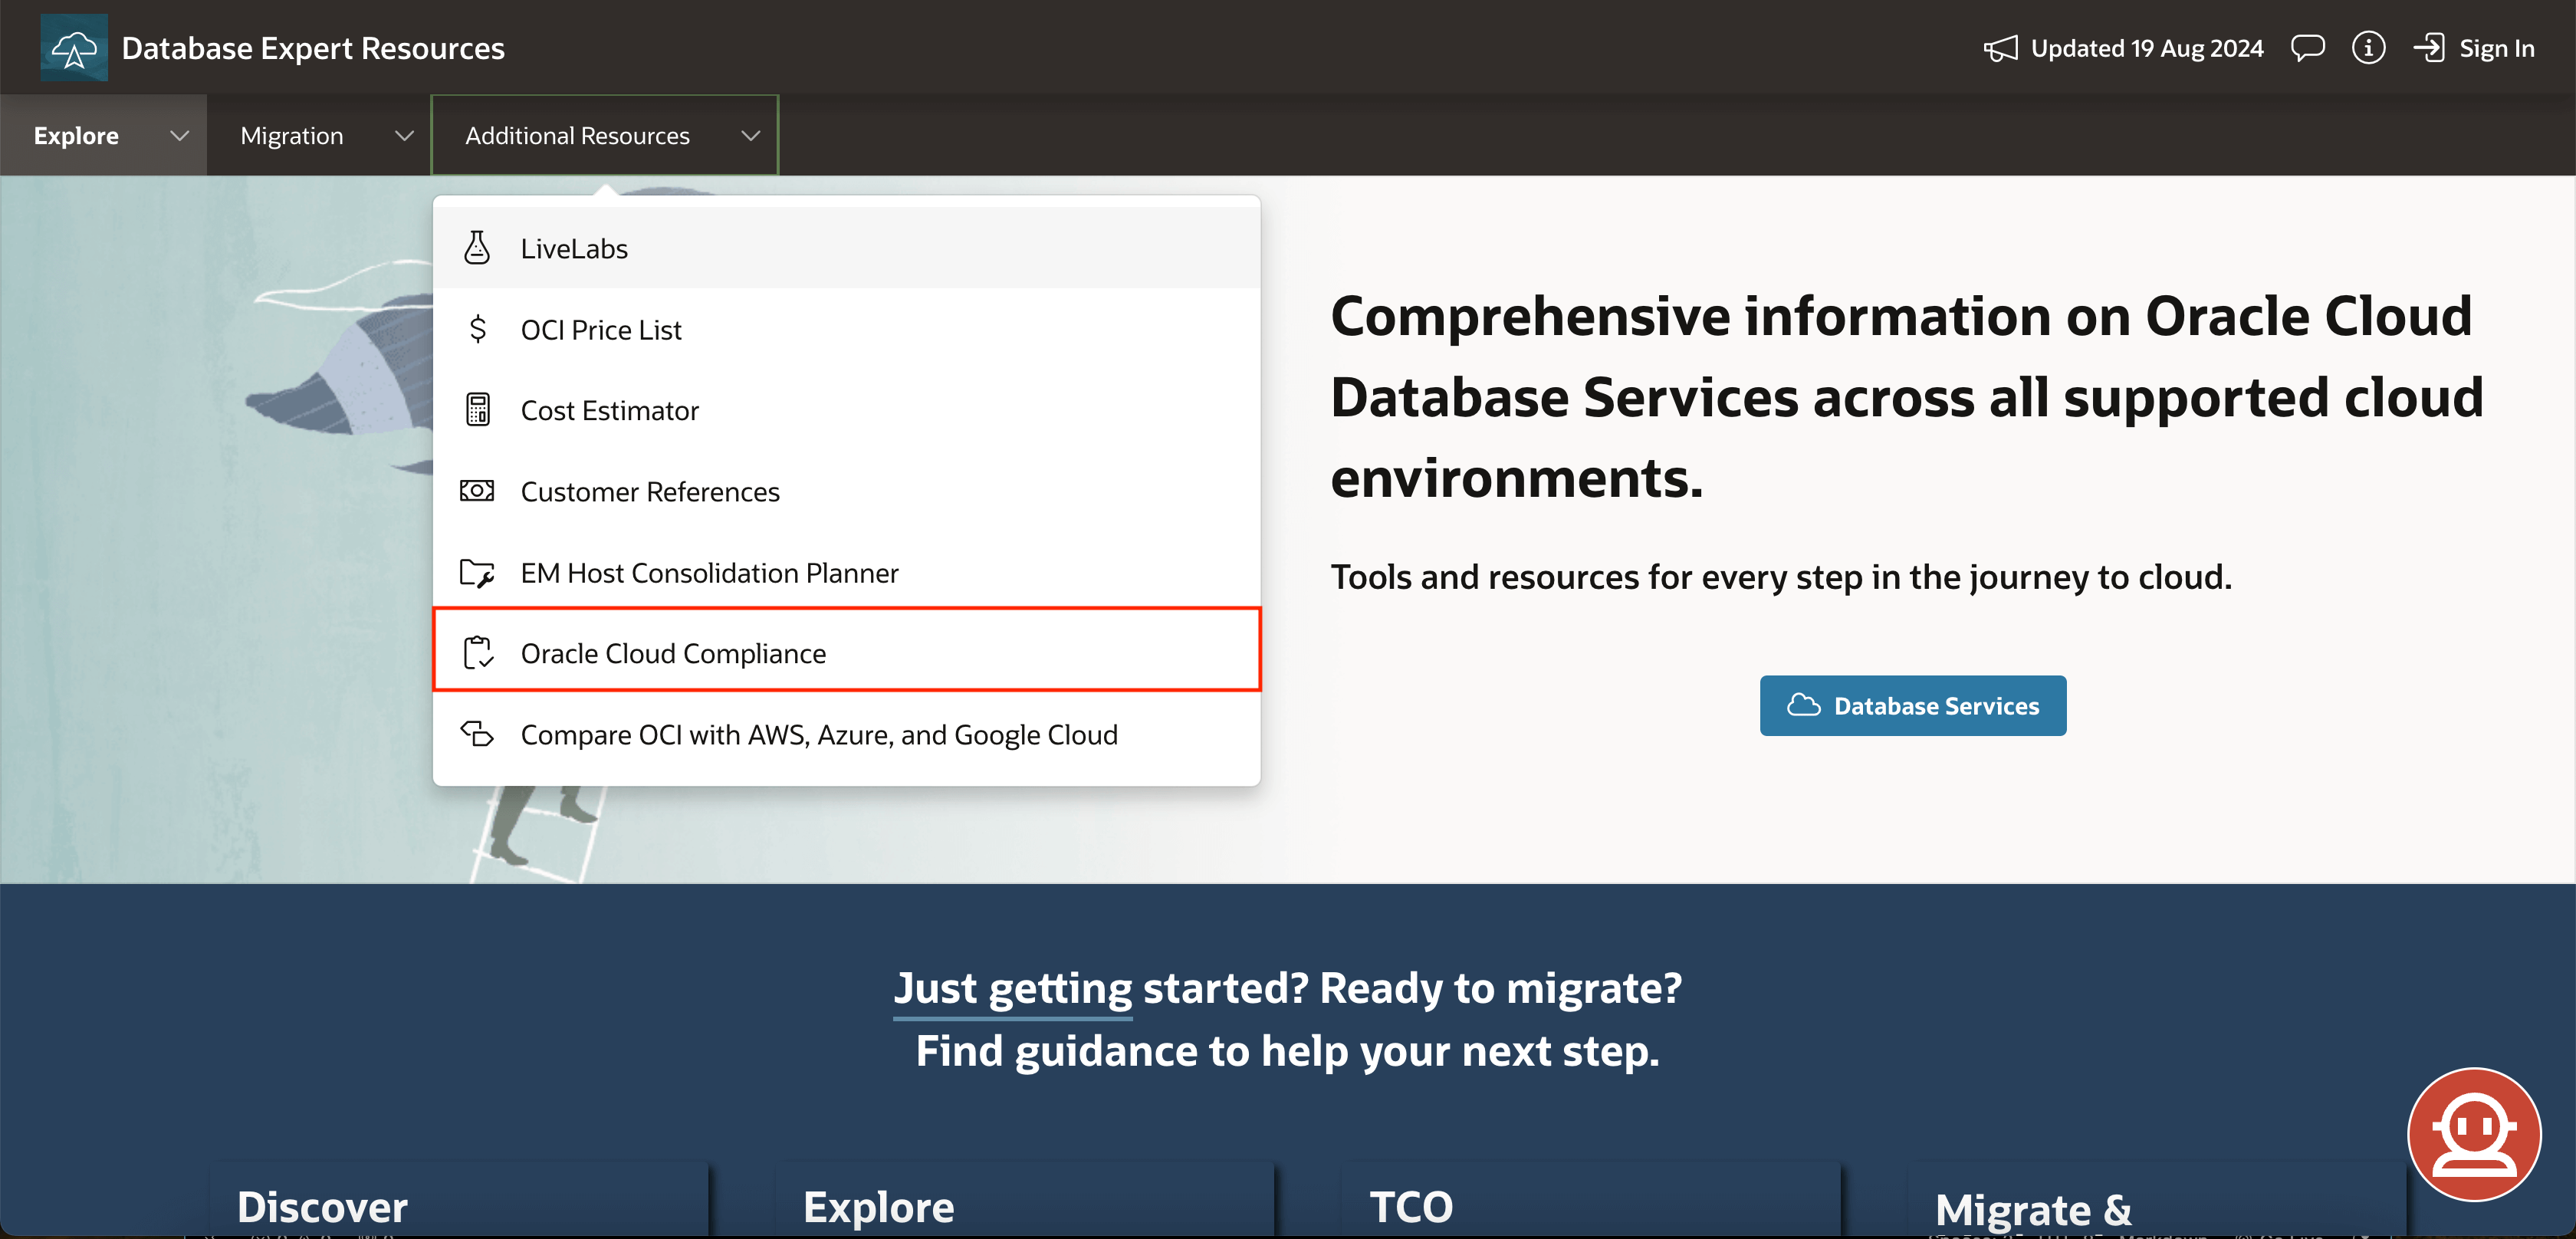 Database Expert Resources
Updated 19 Aug 2024
Sign In
Explore
Migration
Additional Resources
LiveLabs
OCI Price List
Cost Estimator
Customer References
EM Host Consolidation Planner
Oracle Cloud Compliance
Compare OCI with AWS, Azure, and Google Cloud
Comprehensive information on Oracle Cloud
Database Services across all supported cloud
environments.
Tools and resources for every step in the journey to cloud.
Database Services
Just getting started? Ready to migrate?
Find guidance to help your next step.
Discover
Explore
TCO
Migrate &